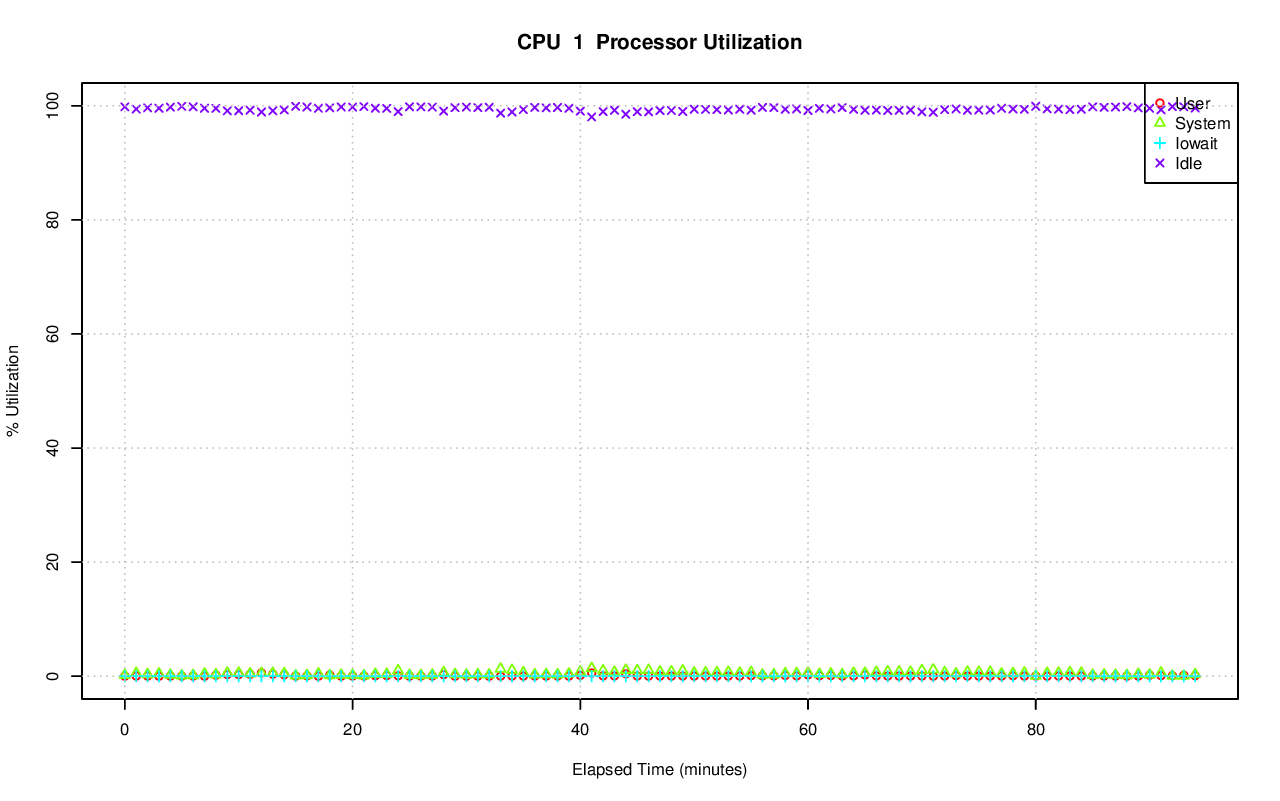 CPU  1  Processor Utilization
100
80
60
40
20
0
% Utilization
User
System
Iowait
Idle
0
20
40
60
80
Elapsed Time (minutes)